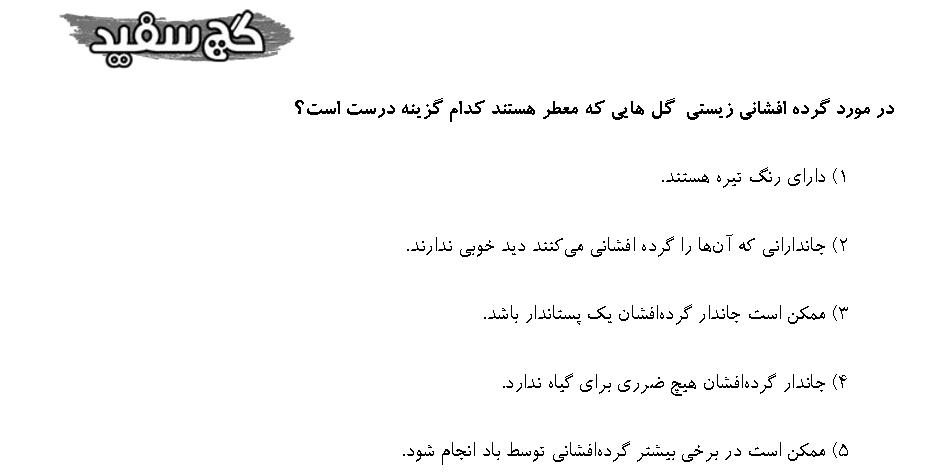 گچ سفید
در مورد گرده افشانی زیستی گل هایی که معطر هستند کدام گزینه درست است؟
۱) دارای رنگ تیره هستند.
۲) جاندارانی که آن‌ها را گرده افشانی می‌کنند دید خوبی ندارند.
۳) ممکن است جاندار گرده‌افشان یک پستاندار باشد.
۴) جاندار گرده‌افشان هیچ ضرری برای گیاه ندارد.
۵) ممکن است در برخی بیشتر گرده‌افشانی توسط باد انجام شود.